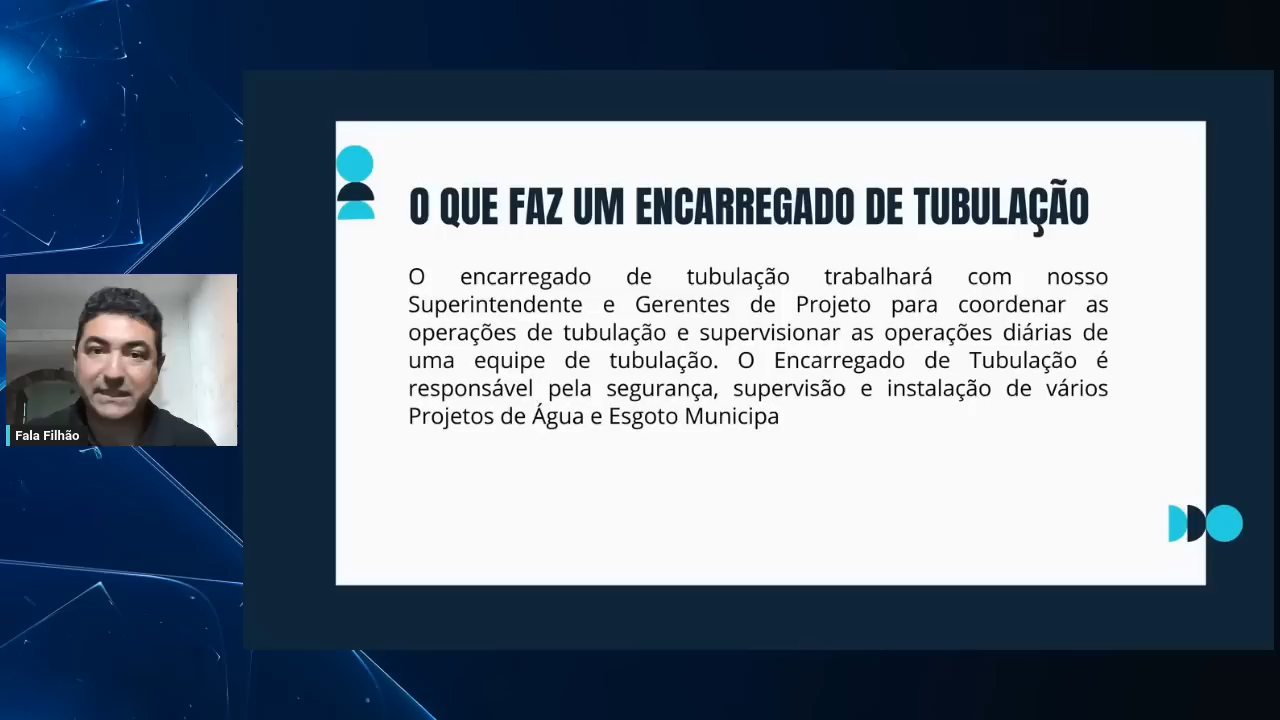 O QUE FAZ UM ENCARREGADO DE TUBULAÇÃO
O encarregado de tubulação trabalhará com nosso
Superintendente e Gerentes de Projeto para coordenar as
operações de tubulação e supervisionar as operações diárias de
uma equipe de tubulação. O Encarregado de Tubulação é
responsável pela segurança, supervisão e instalação de vários
Projetos de Água e Esgoto Municipa
Fala Filhão